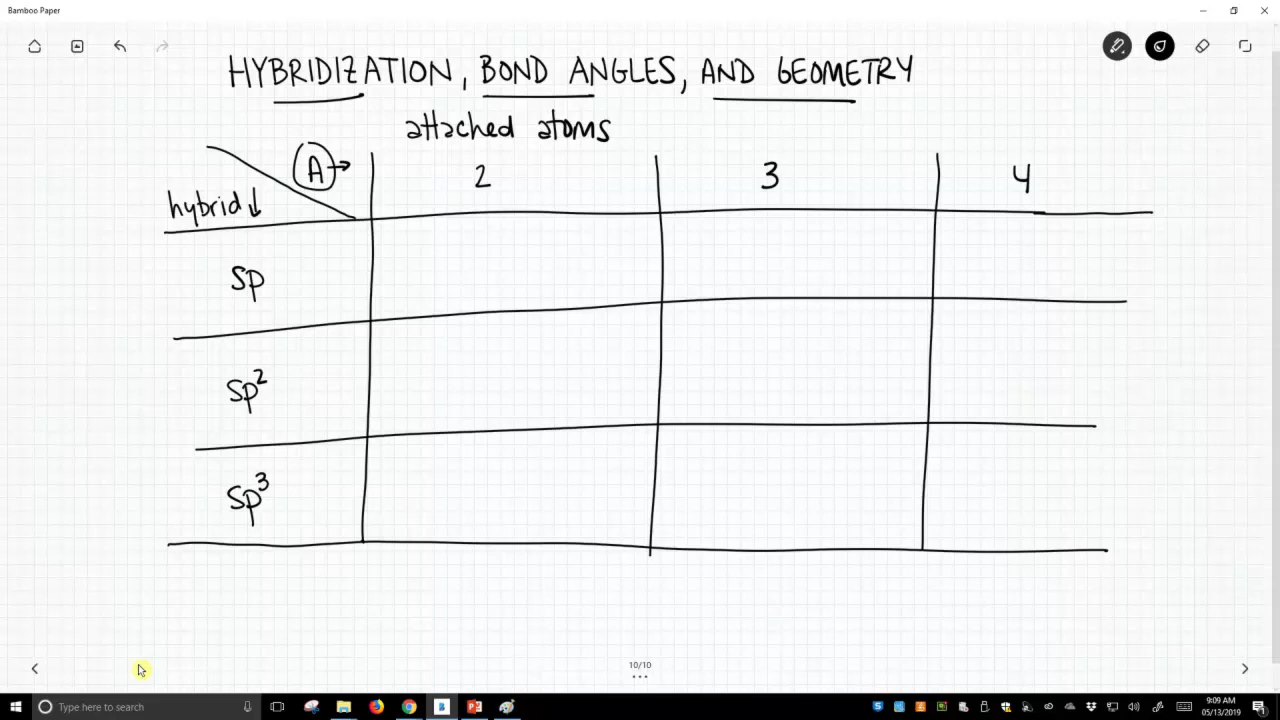 Bamboo Paper
HYBRIDIZATION, BOND ANGLES, AND GEOMETRY
attached atoms
A→ 2 3 4
hybrid↓
sp
sp²
sp³
10/10
Type here to search
9:09 AM
05/13/2019